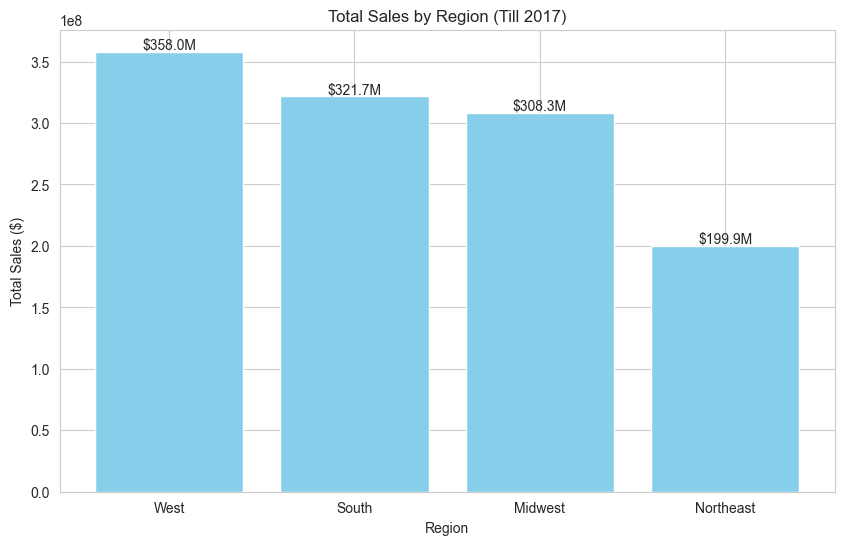 Total Sales by Region (Till 2017)
1e8
$358.0M
$321.7M
$308.3M
$199.9M
3.5
3.0
2.5
2.0
1.5
1.0
0.5
0.0
Total Sales ($)
West South Midwest Northeast
Region